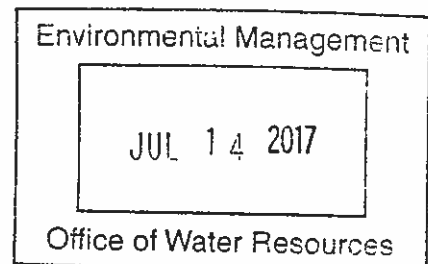 Environmental Management
JUL 14 2017
Office of Water Resources